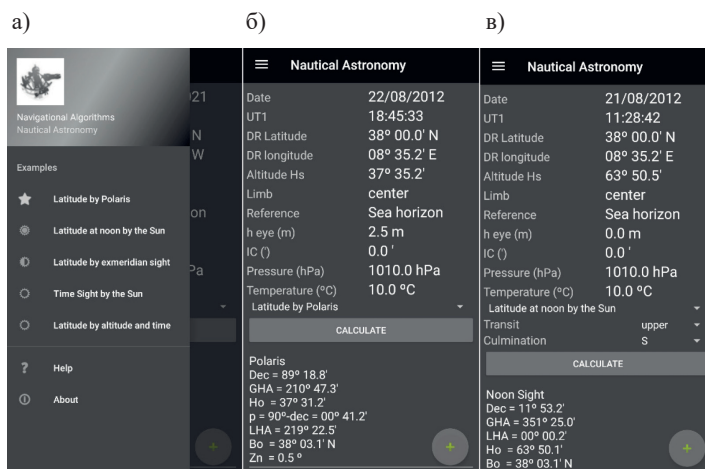 а)
б)
в)
Navigational Algorithms
Nautical Astronomy
Examples
Latitude by Polaris
Latitude at noon by the Sun
Latitude by exmeridian sight
Time Sight by the Sun
Latitude by altitude and time
Help
About
21
N
W
on
Pa
Nautical Astronomy
Date 22/08/2012
UT1 18:45:33
DR Latitude 38º 00.0' N
DR longitude 08º 35.2' E
Altitude Hs 37º 35.2'
Limb center
Reference Sea horizon
h eye (m) 2.5 m
IC (') 0.0 '
Pressure (hPa) 1010.0 hPa
Temperature (ºC) 10.0 ºC
Latitude by Polaris
CALCULATE
Polaris
Dec = 89º 18.8'
GHA = 210º 47.3'
Ho = 37º 31.2'
p = 90º-dec = 00º 41.2'
LHA = 219º 22.5'
Bo = 38º 03.1' N
Zn = 0.5 º
Nautical Astronomy
Date 21/08/2012
UT1 11:28:42
DR Latitude 38º 00.0' N
DR longitude 08º 35.2' E
Altitude Hs 63º 50.5'
Limb center
Reference Sea horizon
h eye (m) 0.0 m
IC (') 0.0 '
Pressure (hPa) 1010.0 hPa
Temperature (ºC) 10.0 ºC
Latitude at noon by the Sun
Transit upper
Culmination S
CALCULATE
Noon Sight
Dec = 11º 53.2'
GHA = 351º 25.0'
LHA = 00º 00.2'
Ho = 63º 50.1'
Bo = 38º 03.1' N